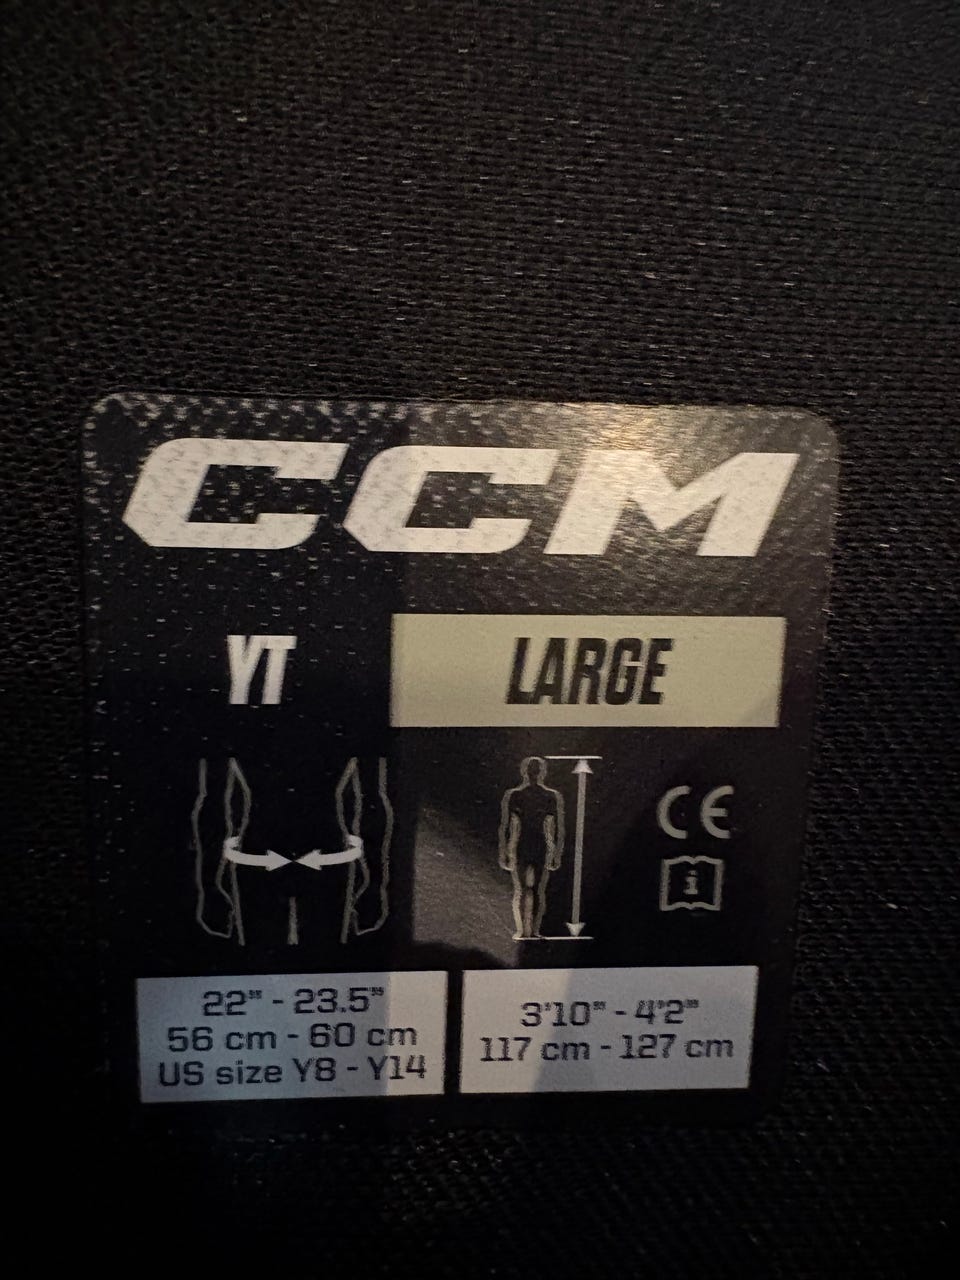 CCM
YT LARGE
CE
i
22" - 23.5"
56 cm - 60 cm
US size Y8 - Y14
3'10" - 4'2"
117 cm - 127 cm